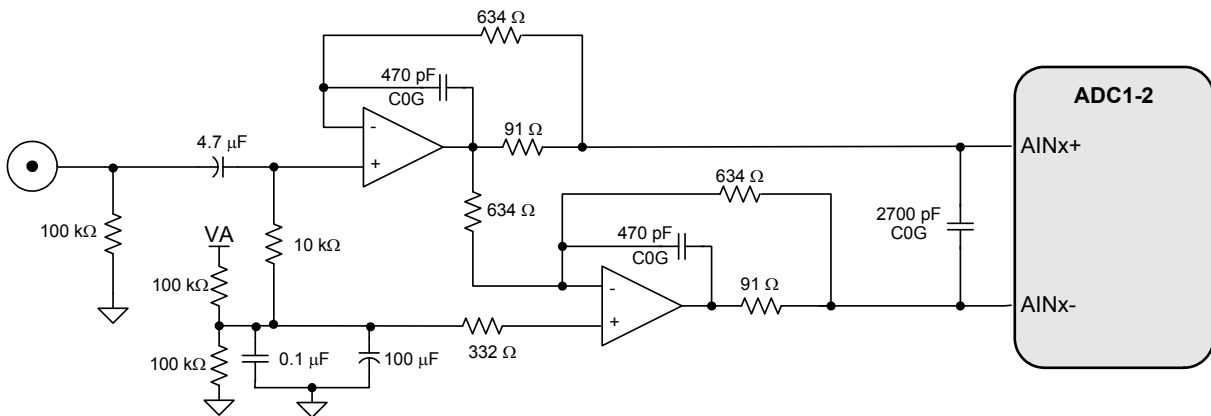 634 Ω
470 pF
C0G
ADC1-2
-
+
91 Ω
AINx+
4.7 µF
634 Ω
634 Ω
100 kΩ
VA
10 kΩ
470 pF
C0G
2700 pF
C0G
100 kΩ
-
+
91 Ω
AINx-
100 kΩ
0.1 µF
100 µF
332 Ω